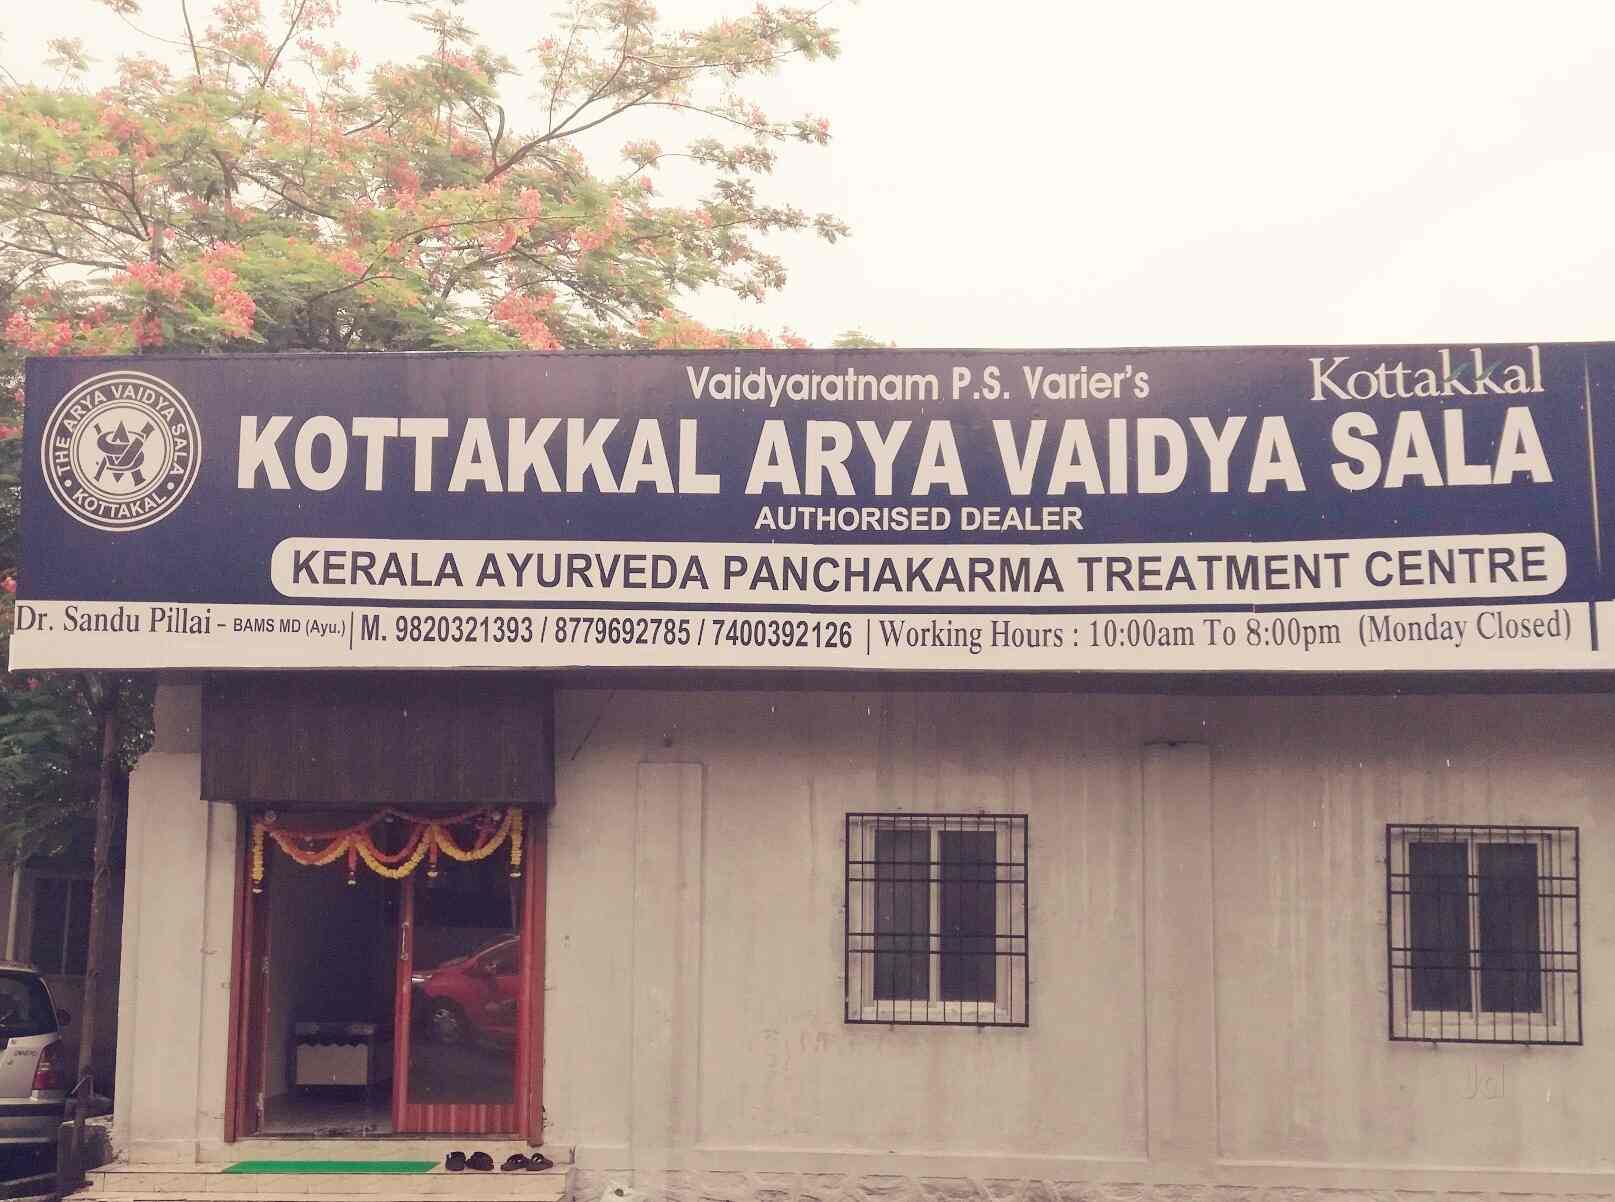 THE ARYA VAIDYA SALA
KOTTAKAL
Vaidyaratnam P.S. Varier's
Kottakkal
KOTTAKKAL ARYA VAIDYA SALA
AUTHORISED DEALER
KERALA AYURVEDA PANCHAKARMA TREATMENT CENTRE
Dr. Sandu Pillai – BAMS MD (Ayu.) | M. 9820321393 / 8779692785 / 7400392126 | Working Hours : 10:00am To 8:00pm (Monday Closed)